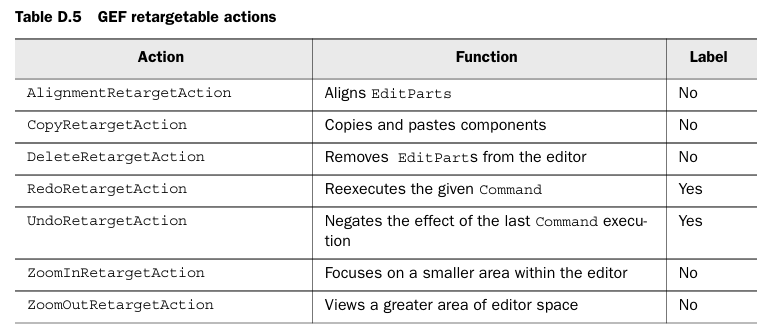 Table D.5 GEF retargetable actions
Action Function Label
AlignmentRetargetAction Aligns EditParts No
CopyRetargetAction Copies and pastes components No
DeleteRetargetAction Removes EditParts from the editor No
RedoRetargetAction Reexecutes the given Command Yes
UndoRetargetAction Negates the effect of the last Command execu- Yes
tion
ZoomInRetargetAction Focuses on a smaller area within the editor No
ZoomOutRetargetAction Views a greater area of editor space No